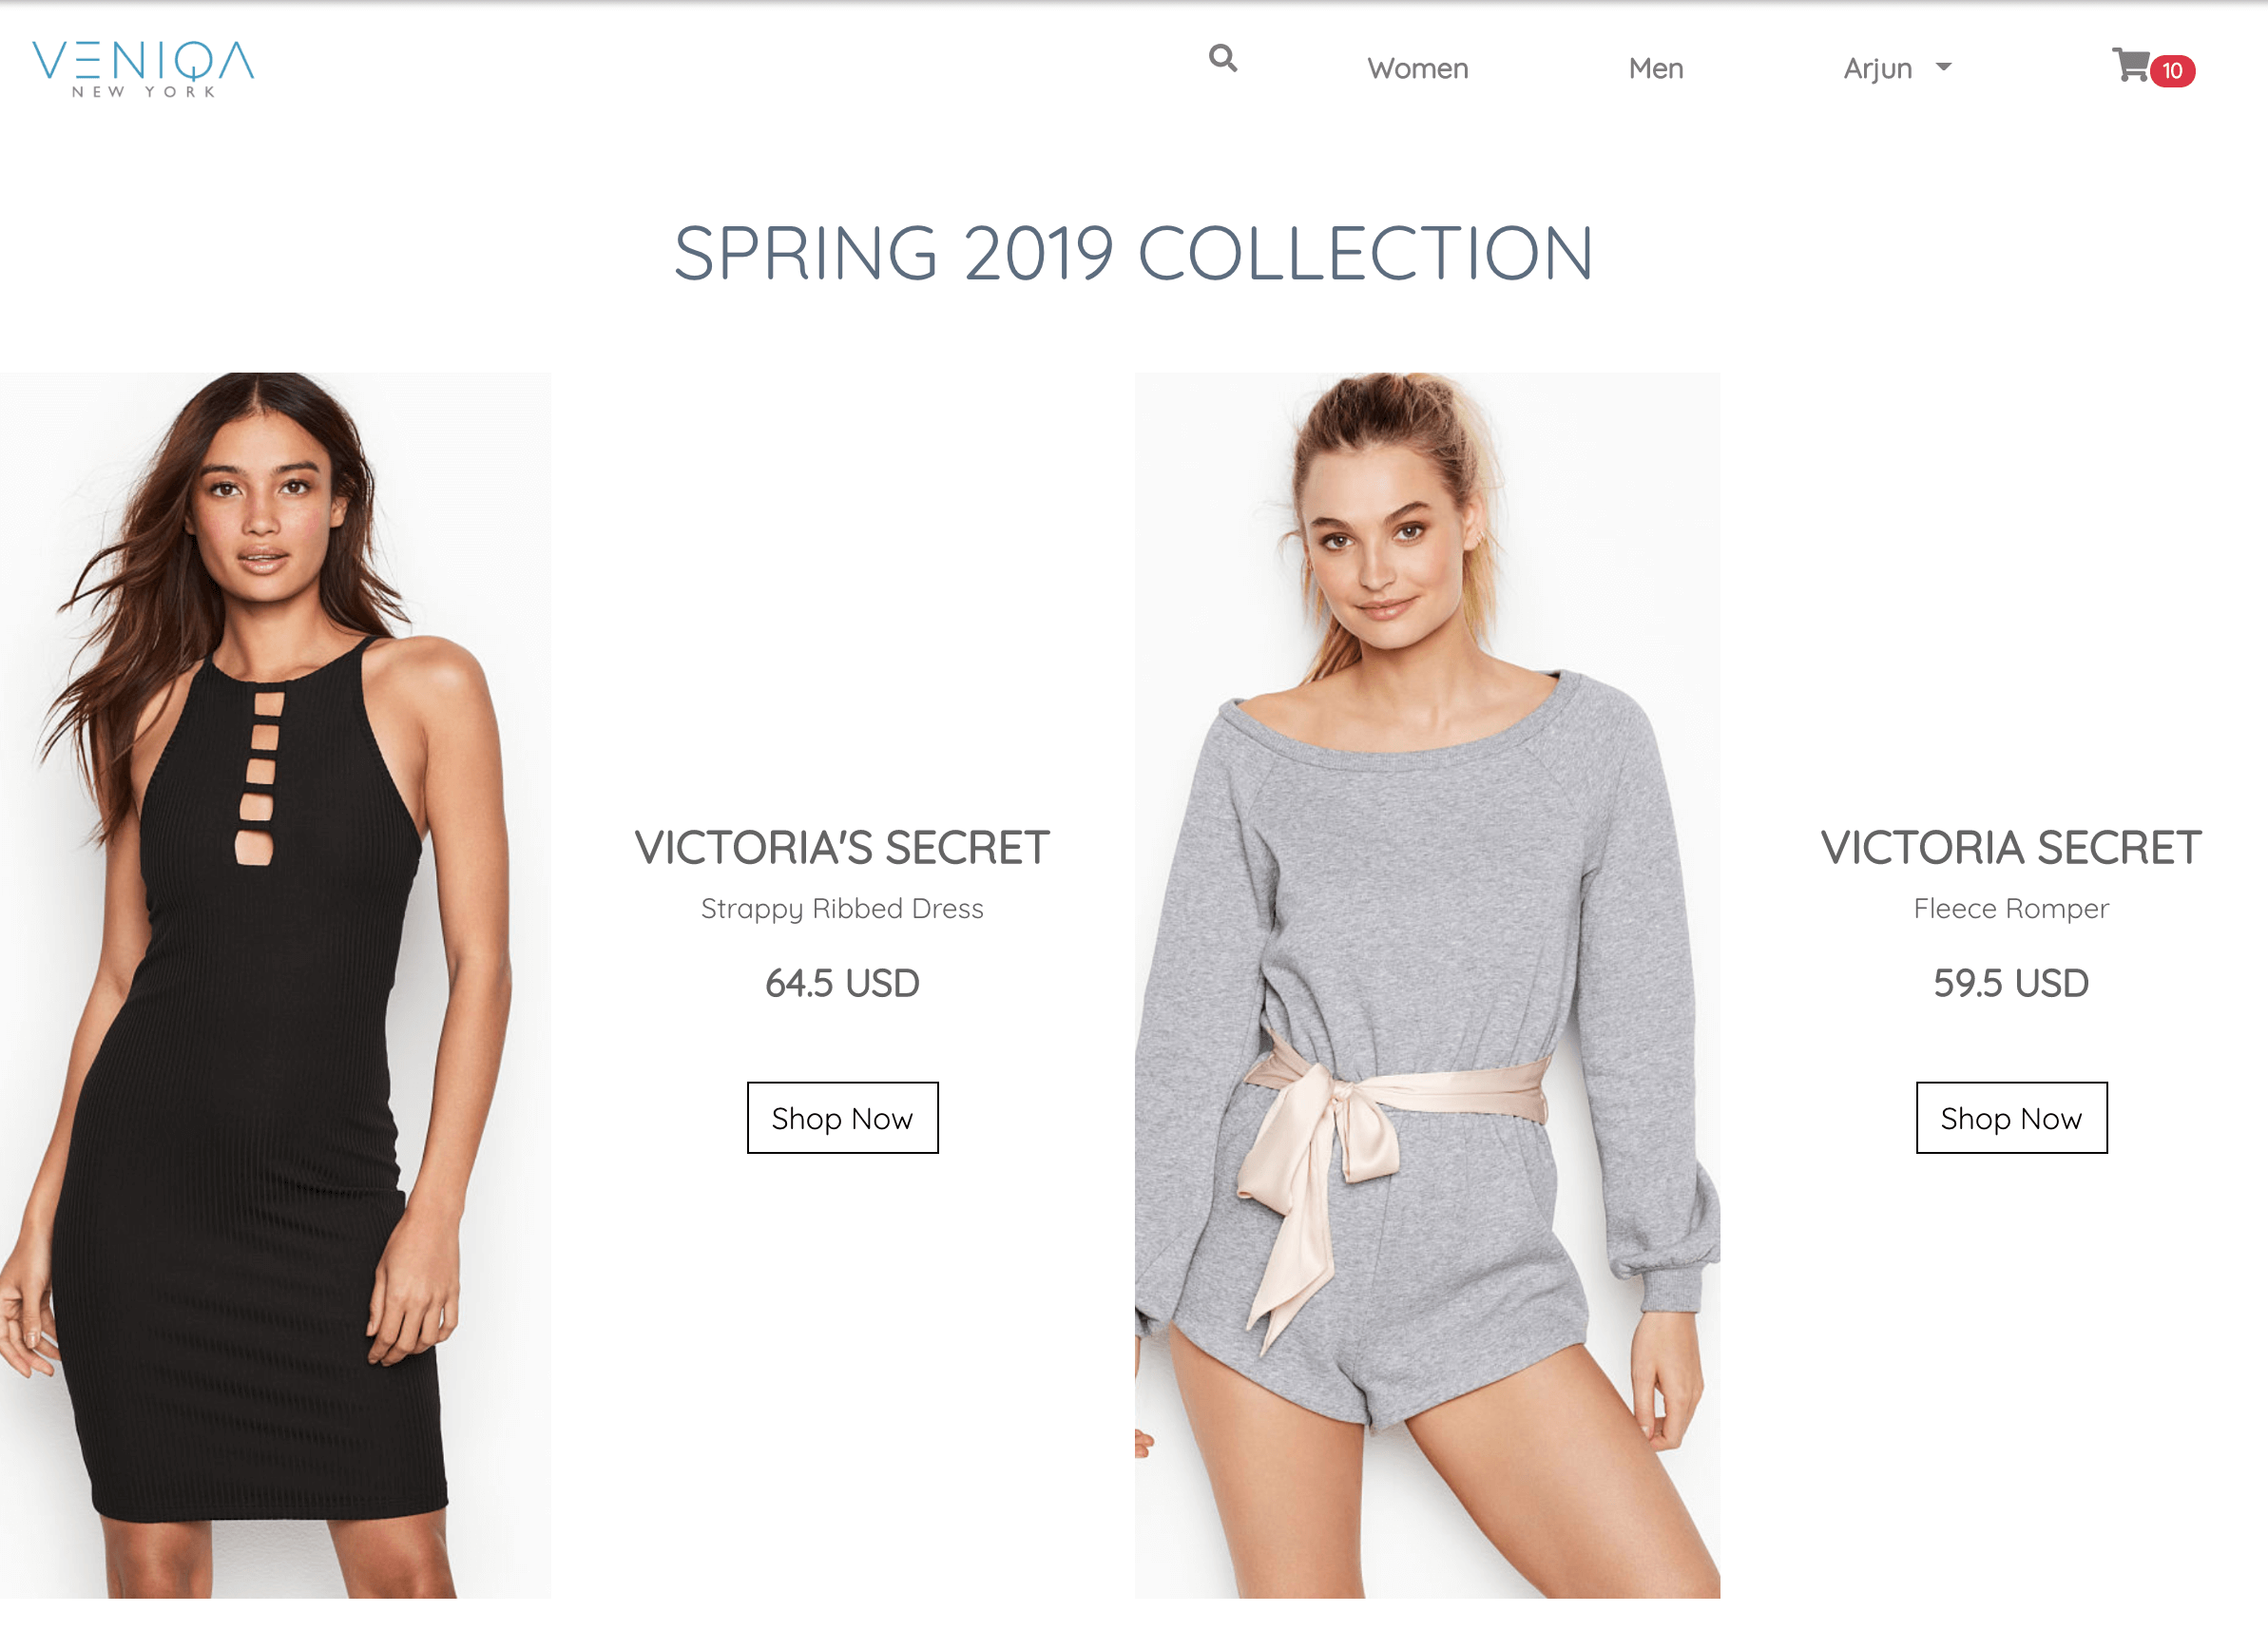 VENIQA
NEW YORK
Women
Men
Arjun
10
SPRING 2019 COLLECTION
VICTORIA'S SECRET
Strappy Ribbed Dress
64.5 USD
Shop Now
VICTORIA SECRET
Fleece Romper
59.5 USD
Shop Now